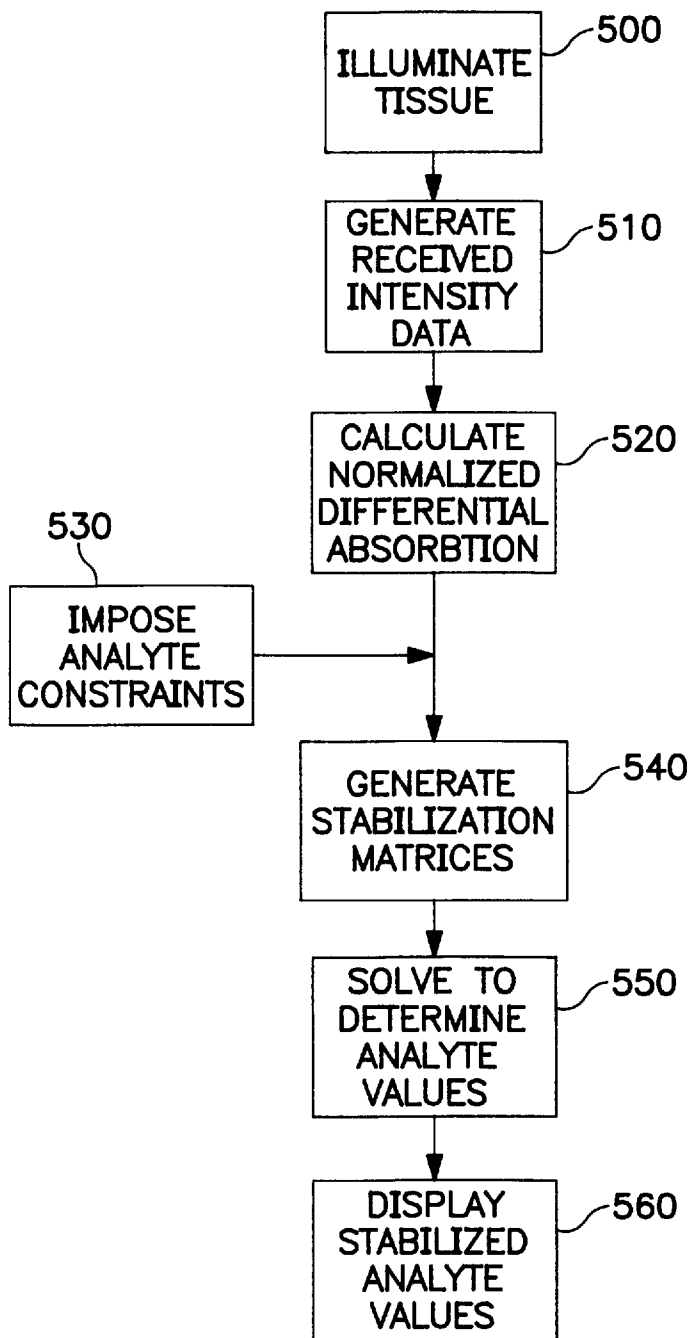 500
ILLUMINATE
TISSUE
510
GENERATE
RECEIVED
INTENSITY
DATA
520
CALCULATE
NORMALIZED
DIFFERENTIAL
ABSORBTION
530
IMPOSE
ANALYTE
CONSTRAINTS
540
GENERATE
STABILIZATION
MATRICES
550
SOLVE TO
DETERMINE
ANALYTE
VALUES
560
DISPLAY
STABILIZED
ANALYTE
VALUES